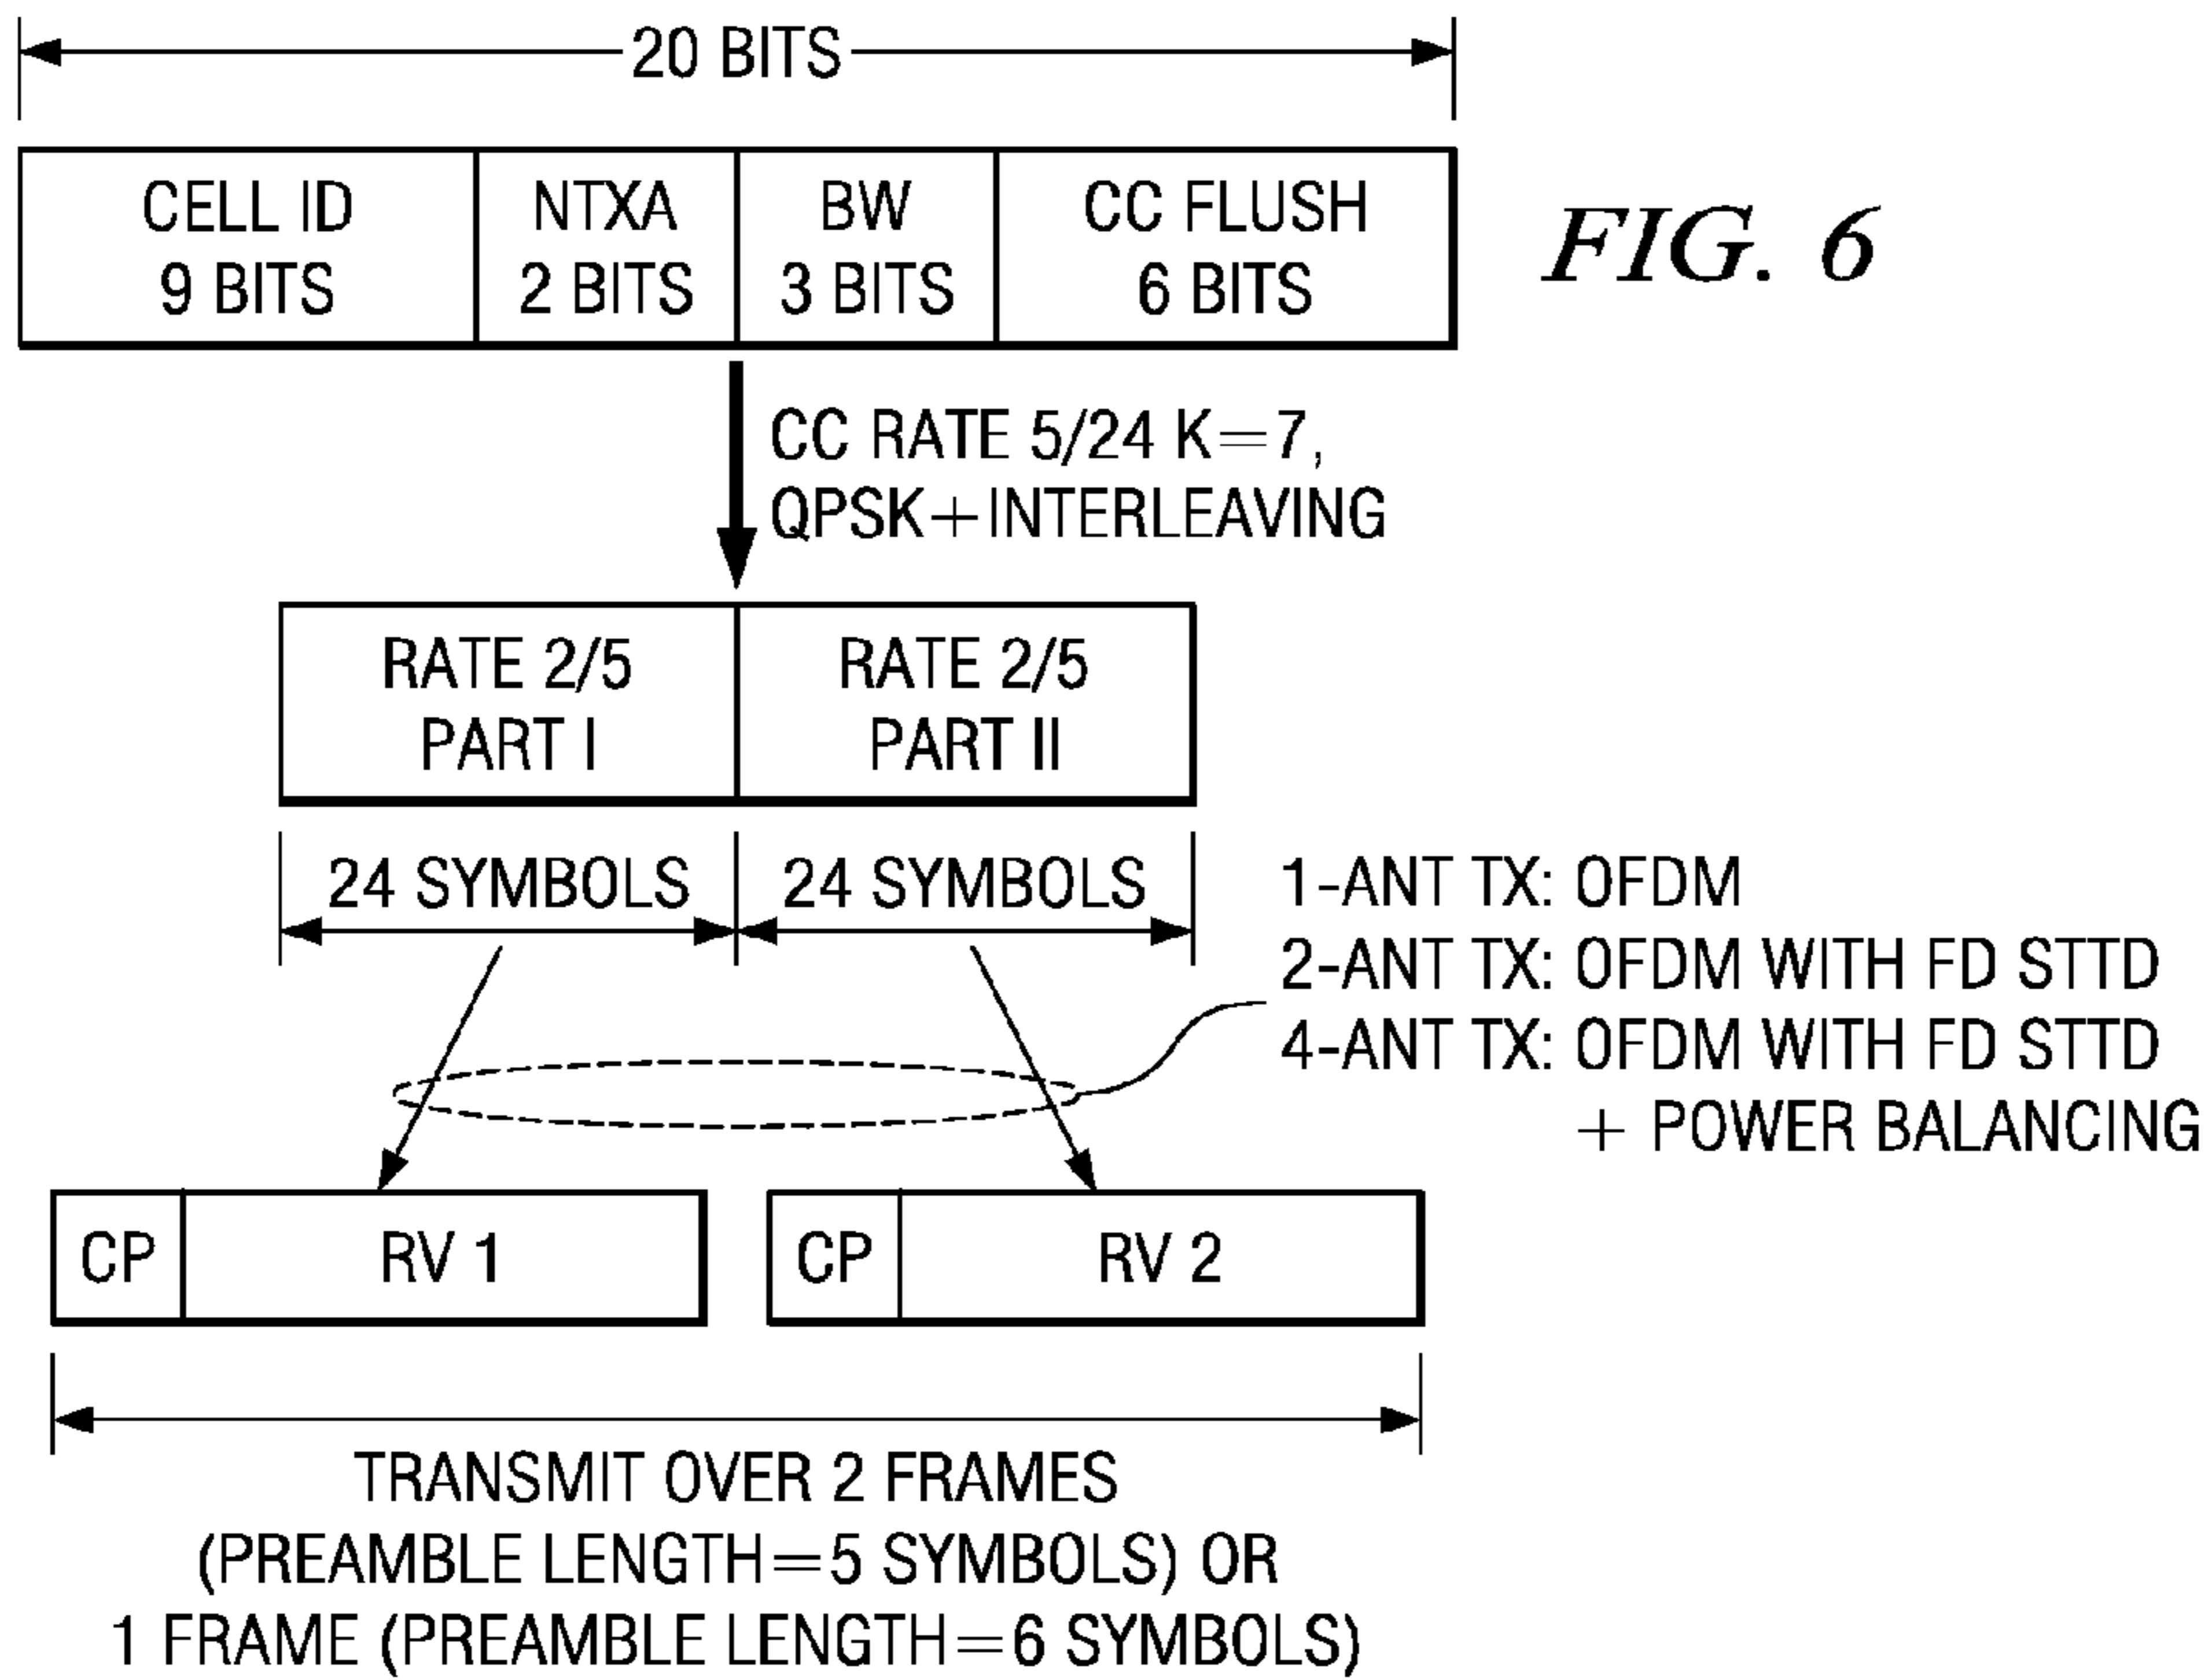 20 BITS
CELL ID
9 BITS
NTXA
2 BITS
BW
3 BITS
CC FLUSH
6 BITS
FIG. 6
CC RATE 5/24 K=7,
QPSK+INTERLEAVING
RATE 2/5
PART I
RATE 2/5
PART II
24 SYMBOLS
24 SYMBOLS
1-ANT TX: OFDM
2-ANT TX: OFDM WITH FD STTD
4-ANT TX: OFDM WITH FD STTD
+ POWER BALANCING
CP
RV 1
CP
RV 2
TRANSMIT OVER 2 FRAMES
(PREAMBLE LENGTH=5 SYMBOLS) OR
1 FRAME (PREAMBLE LENGTH=6 SYMBOLS)